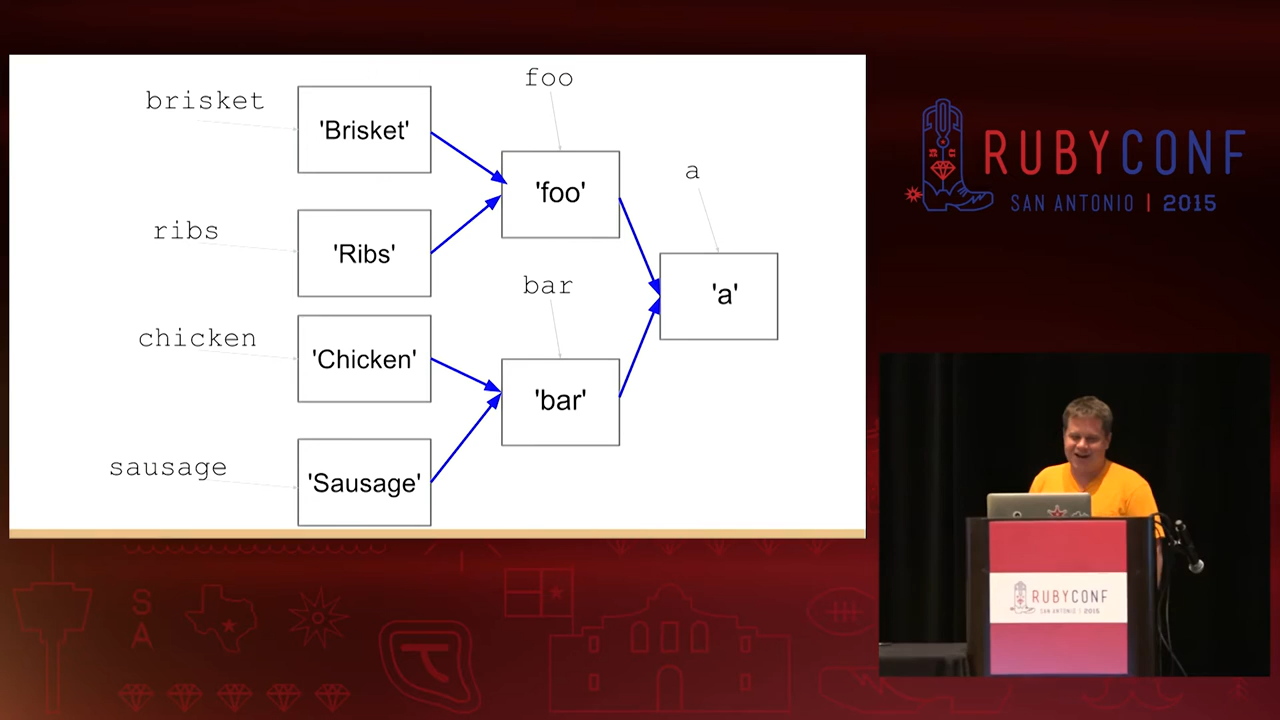 foo
brisket
'Brisket'
a
'foo'
ribs
'Ribs'
bar
'a'
chicken
'Chicken'
'bar'
sausage
'Sausage'
RUBYCONF
SAN ANTONIO | 2015
RUBYCONF
SAN ANTONIO | 2015
S
A